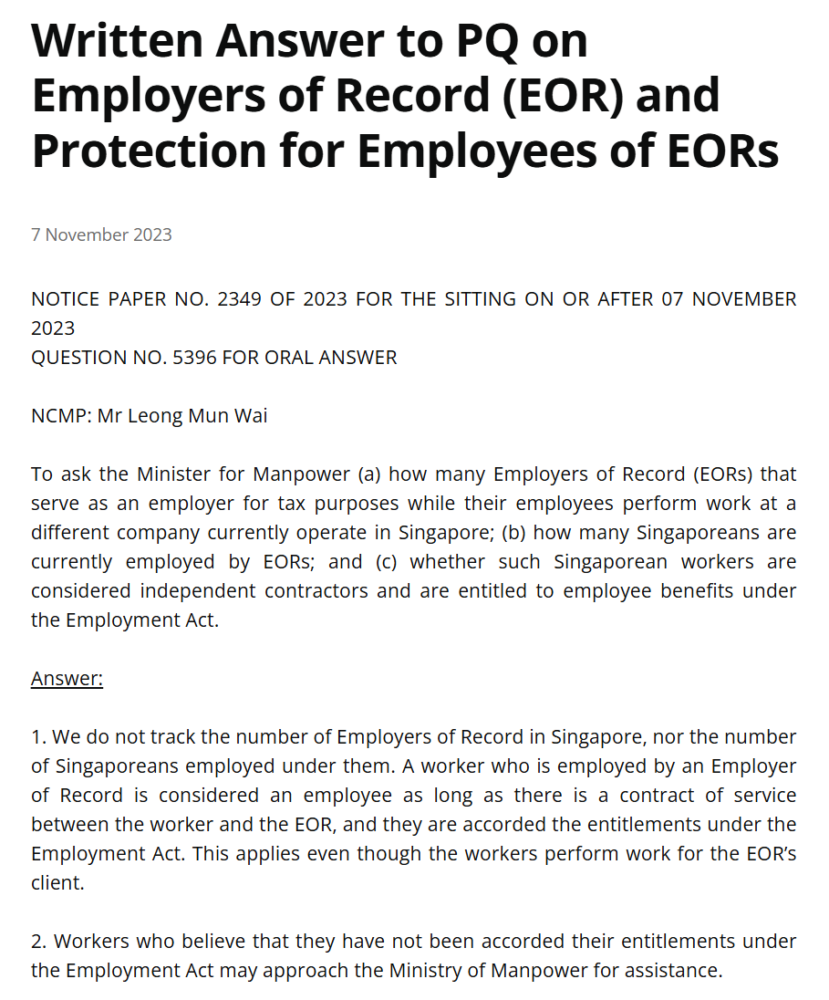 Written Answer to PQ on
Employers of Record (EOR) and
Protection for Employees of EORs
7 November 2023
NOTICE PAPER NO. 2349 OF 2023 FOR THE SITTING ON OR AFTER 07 NOVEMBER
2023
QUESTION NO. 5396 FOR ORAL ANSWER
NCMP: Mr Leong Mun Wai
To ask the Minister for Manpower (a) how many Employers of Record (EORs) that
serve as an employer for tax purposes while their employees perform work at a
different company currently operate in Singapore; (b) how many Singaporeans are
currently employed by EORs; and (c) whether such Singaporean workers are
considered independent contractors and are entitled to employee benefits under
the Employment Act.
Answer:
1. We do not track the number of Employers of Record in Singapore, nor the number
of Singaporeans employed under them. A worker who is employed by an Employer
of Record is considered an employee as long as there is a contract of service
between the worker and the EOR, and they are accorded the entitlements under the
Employment Act. This applies even though the workers perform work for the EOR’s
client.
2. Workers who believe that they have not been accorded their entitlements under
the Employment Act may approach the Ministry of Manpower for assistance.